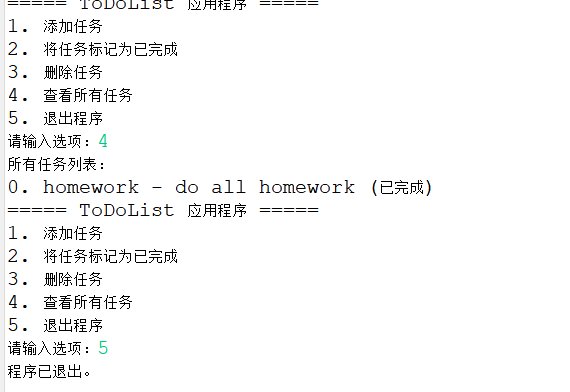 ===== ToDoList 应用程序 =====
1. 添加任务
2. 将任务标记为已完成
3. 删除任务
4. 查看所有任务
5. 退出程序
请输入选项：4
所有任务列表：
0. homework - do all homework (已完成)
===== ToDoList 应用程序 =====
1. 添加任务
2. 将任务标记为已完成
3. 删除任务
4. 查看所有任务
5. 退出程序
请输入选项：5
程序已退出。